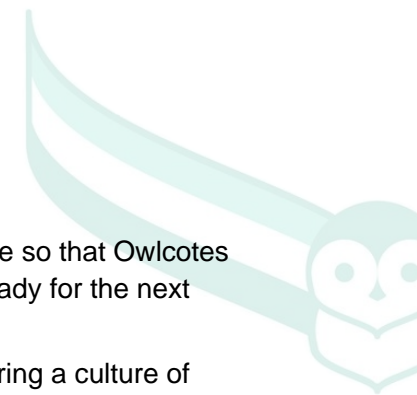 e so that Owlcotes
ady for the next
ring a culture of